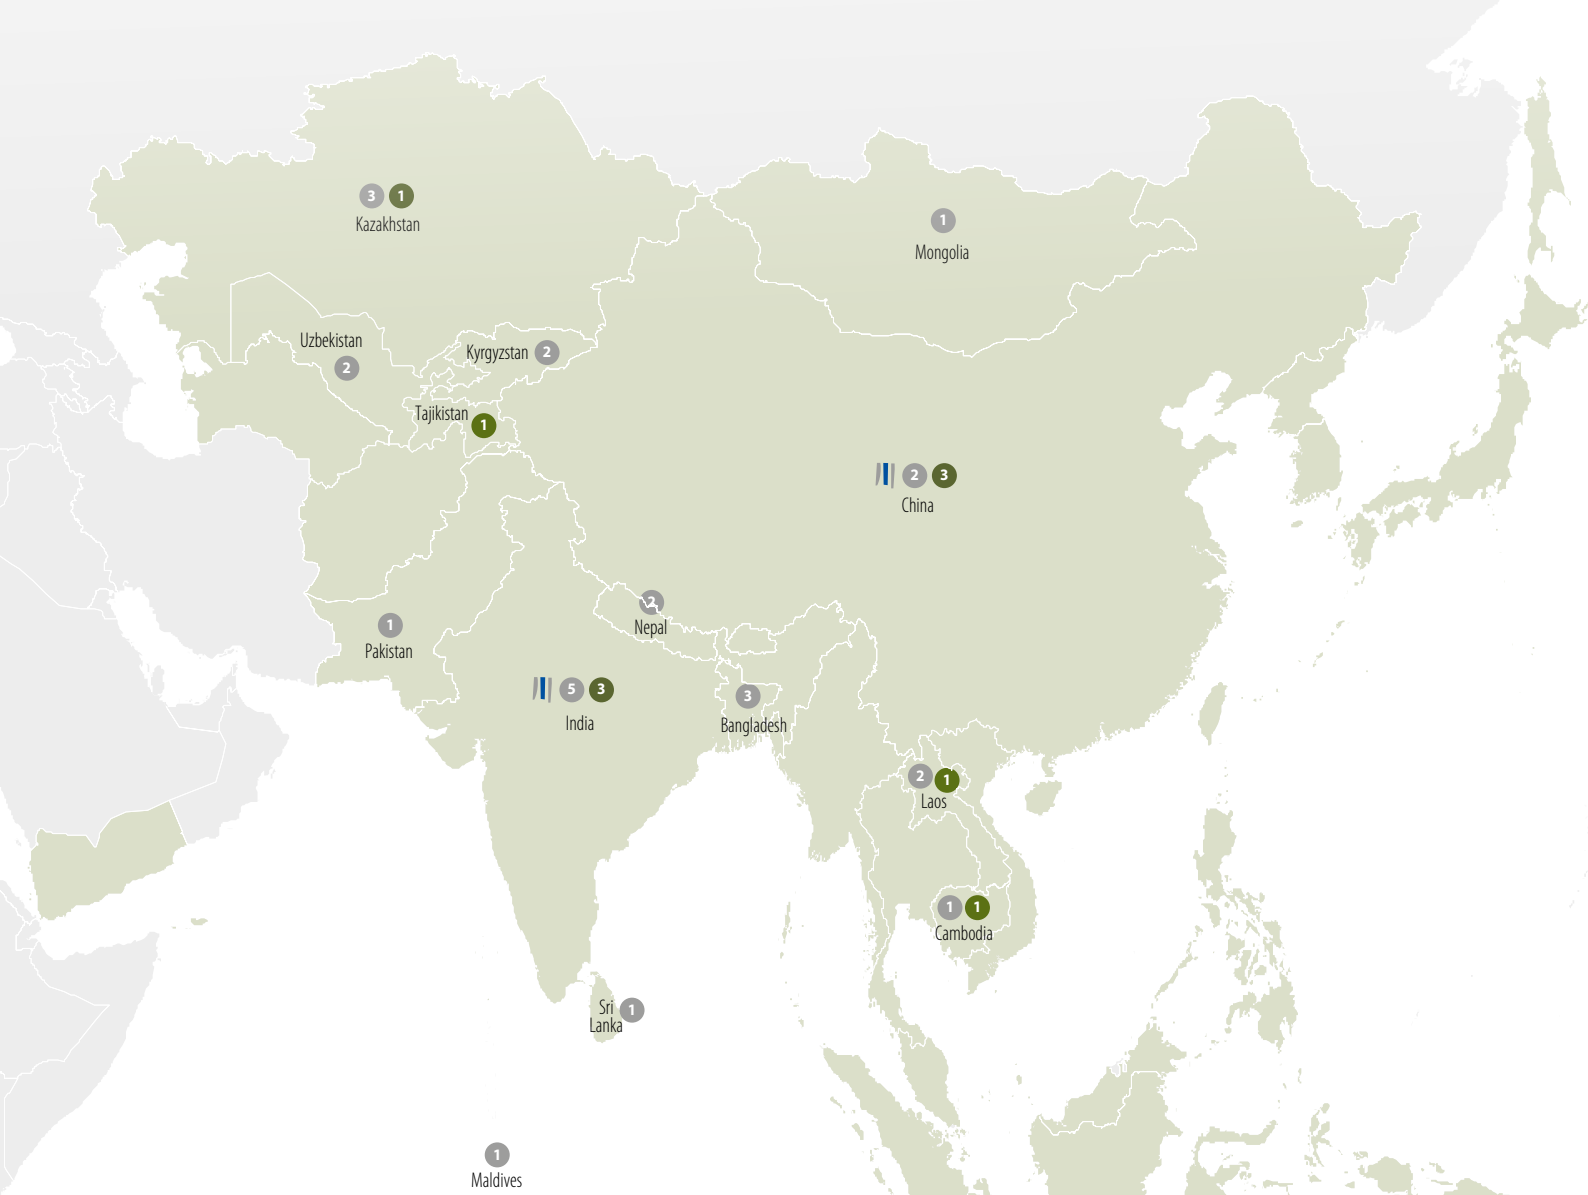 3 1
Kazakhstan
1
Mongolia
Uzbekistan
2
Kyrgyzstan 2
Tajikistan
1
2 3
China
2
Nepal
1
Pakistan
5 3
India
3
Bangladesh
2 1
Laos
1 1
Cambodia
Sri
Lanka
1
1
Maldives